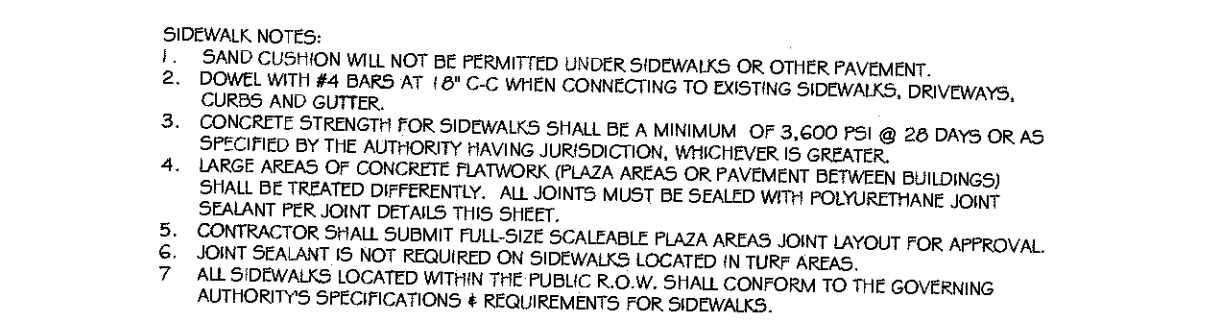 SIDEWALK NOTES:
1. SAND CUSHION WILL NOT BE PERMITTED UNDER SIDEWALKS OR OTHER PAVEMENT.
2. DOWEL WITH #4 BARS AT 18" C-C WHEN CONNECTING TO EXISTING SIDEWALKS, DRIVEWAYS,
CURBS AND GUTTER.
3. CONCRETE STRENGTH FOR SIDEWALKS SHALL BE A MINIMUM OF 3,600 PSI @ 28 DAYS OR AS
SPECIFIED BY THE AUTHORITY HAVING JURISDICTION, WHICHEVER IS GREATER.
4. LARGE AREAS OF CONCRETE FLATWORK (PLAZA AREAS OR PAVEMENT BETWEEN BUILDINGS)
SHALL BE TREATED DIFFERENTLY. ALL JOINTS MUST BE SEALED WITH POLYURETHANE JOINT
SEALANT PER JOINT DETAILS THIS SHEET.
5. CONTRACTOR SHALL SUBMIT FULL-SIZE SCALEABLE PLAZA AREAS JOINT LAYOUT FOR APPROVAL.
6. JOINT SEALANT IS NOT REQUIRED ON SIDEWALKS LOCATED IN TURF AREAS.
7 ALL SIDEWALKS LOCATED WITHIN THE PUBLIC R.O.W. SHALL CONFORM TO THE GOVERNING
AUTHORITY'S SPECIFICATIONS & REQUIREMENTS FOR SIDEWALKS.